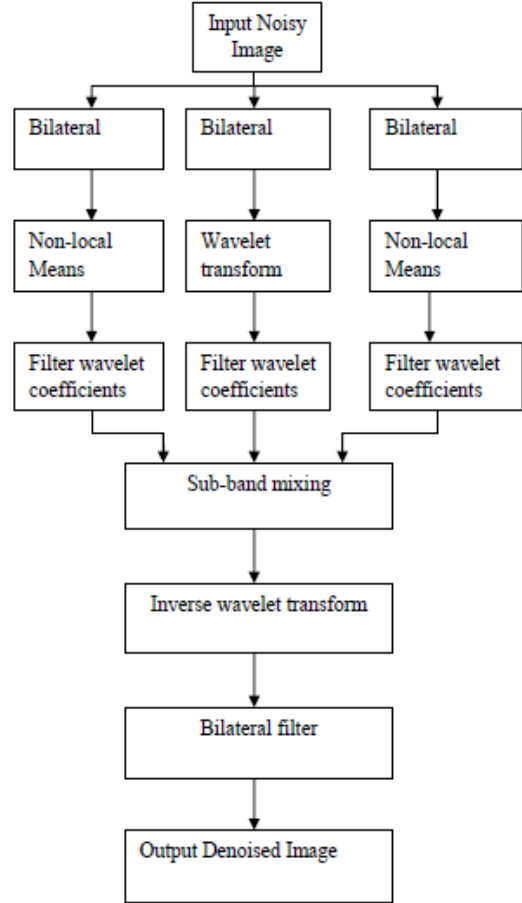 Input Noisy
Image
Bilateral
Bilateral
Bilateral
Non-local
Means
Wavelet
transform
Non-local
Means
Filter wavelet
coefficients
Filter wavelet
coefficients
Filter wavelet
coefficients
Sub-band mixing
Inverse wavelet transform
Bilateral filter
Output Denoised Image